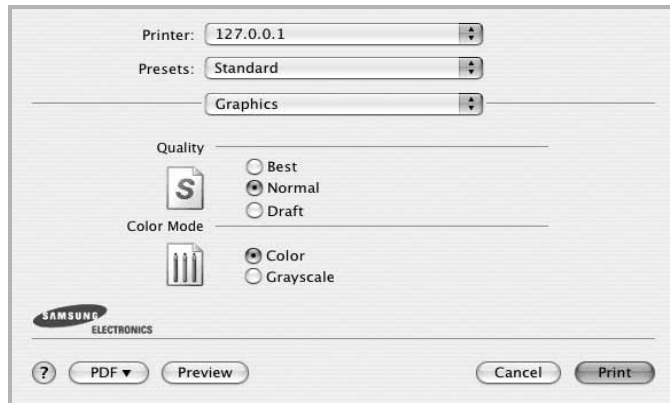 Printer: 127.0.0.1
Presets: Standard
Graphics
Quality
Best
S
Normal
Draft
Color Mode
Color
Grayscale
SAMSUNG
ELECTRONICS
? PDF ▼ Preview Cancel Print